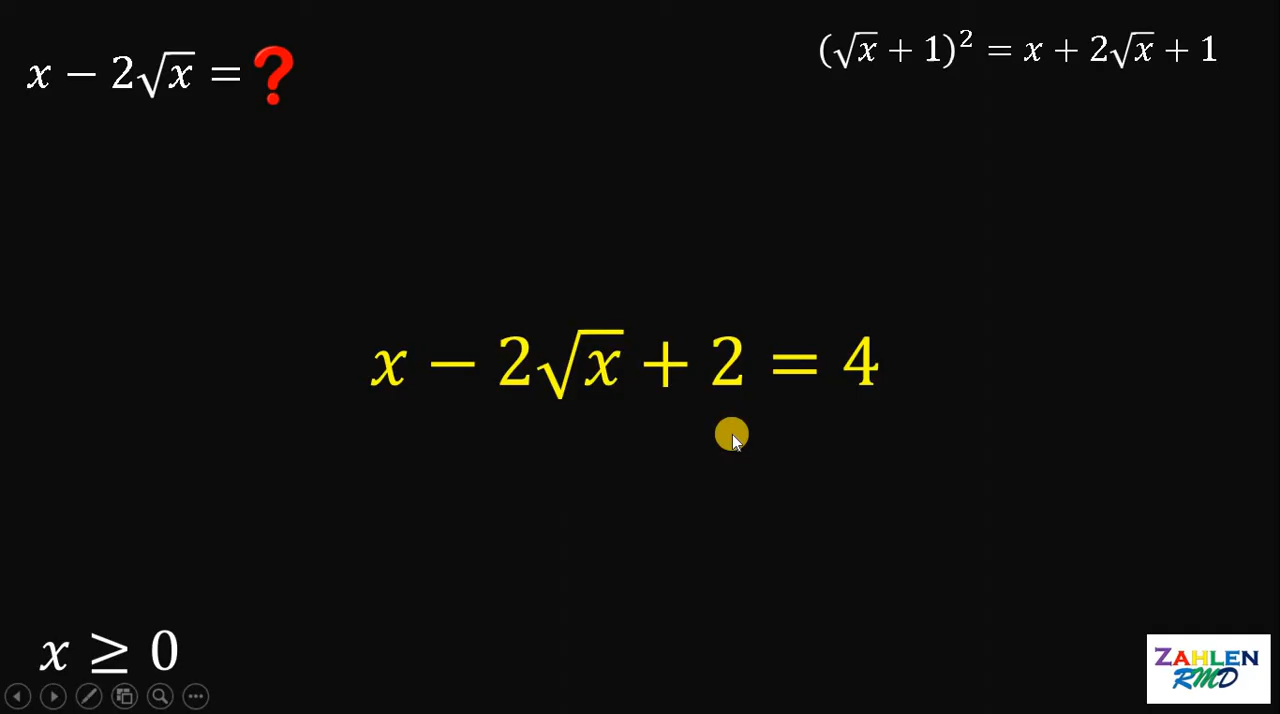 x − 2√x = ❓
(√x + 1)² = x + 2√x + 1
x − 2√x + 2 = 4
x ≥ 0
ZAHLEN
RMD